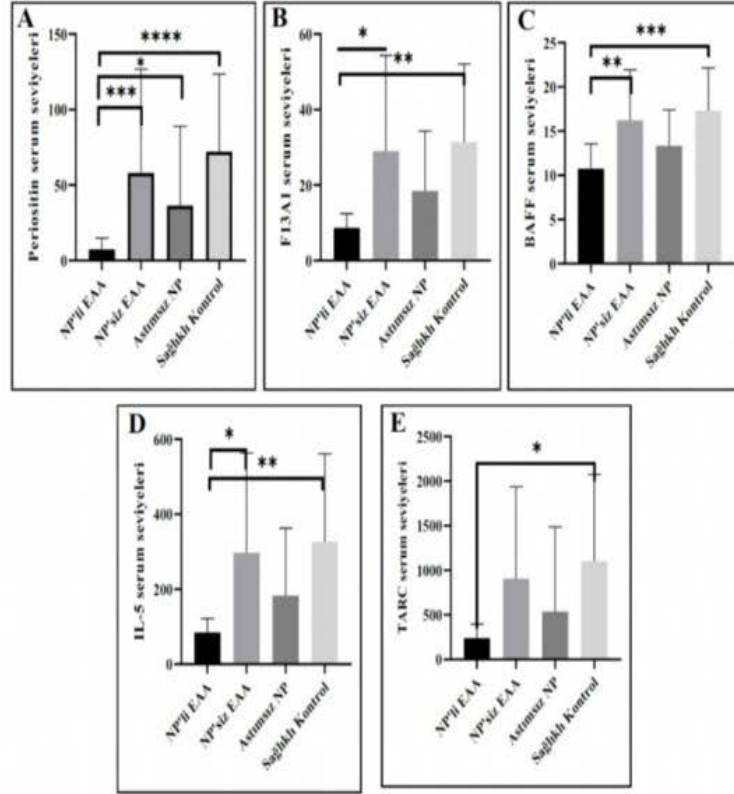 A
Periositin serum seviyeleri
150
100
50
0
****
*
***
NP'li EAA
NP'siz EAA
Astımsız NP
Sağlıklı Kontrol
B
F13A1 serum seviyeleri
60
40
20
0
*
**
NP'li EAA
NP'siz EAA
Astımsız NP
Sağlıklı Kontrol
C
BAFF serum seviyeleri
25
20
15
10
5
0
***
**
NP'li EAA
NP'siz EAA
Astımsız NP
Sağlıklı Kontrol
D
IL-5 serum seviyeleri
600
400
200
0
*
**
NP'li EAA
NP'siz EAA
Astımsız NP
Sağlıklı Kontrol
E
TARC serum seviyeleri
2500
2000
1500
1000
500
0
*
NP'li EAA
NP'siz EAA
Astımsız NP
Sağlıklı Kontrol